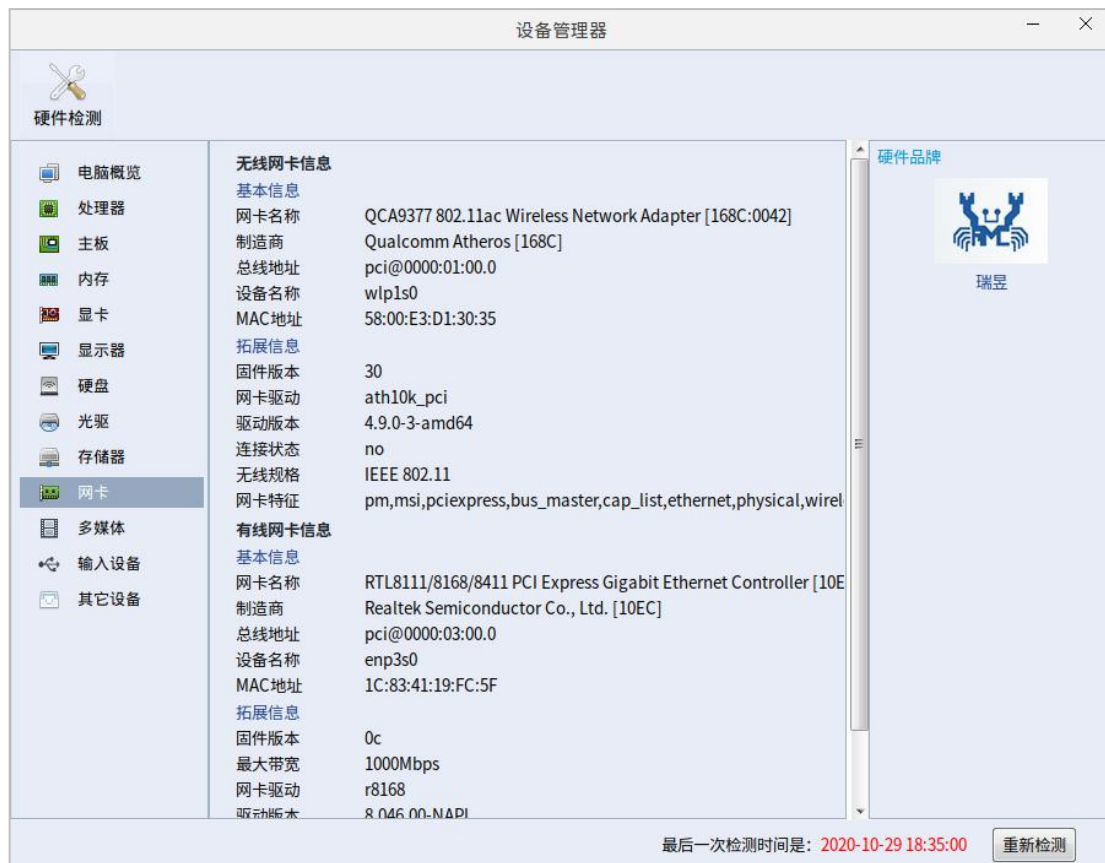 设备管理器
硬件检测
电脑概览
处理器
主板
内存
显卡
显示器
硬盘
光驱
存储器
网卡
多媒体
输入设备
其它设备
无线网卡信息
基本信息
网卡名称 QCA9377 802.11ac Wireless Network Adapter [168C:0042]
制造商 Qualcomm Atheros [168C]
总线地址 pci@0000:01:00.0
设备名称 wlp1s0
MAC地址 58:00:E3:D1:30:35
拓展信息
固件版本 30
网卡驱动 ath10k_pci
驱动版本 4.9.0-3-amd64
连接状态 no
无线规格 IEEE 802.11
网卡特征 pm,msi,pciexpress,bus_master,cap_list,ethernet,physical,wirel
有线网卡信息
基本信息
网卡名称 RTL8111/8168/8411 PCI Express Gigabit Ethernet Controller [10E
制造商 Realtek Semiconductor Co., Ltd. [10EC]
总线地址 pci@0000:03:00.0
设备名称 enp3s0
MAC地址 1C:83:41:19:FC:5F
拓展信息
固件版本 0c
最大带宽 1000Mbps
网卡驱动 r8168
驱动版本 8.046.00-NAPI
硬件品牌
瑞昱
最后一次检测时间是：2020-10-29 18:35:00
重新检测